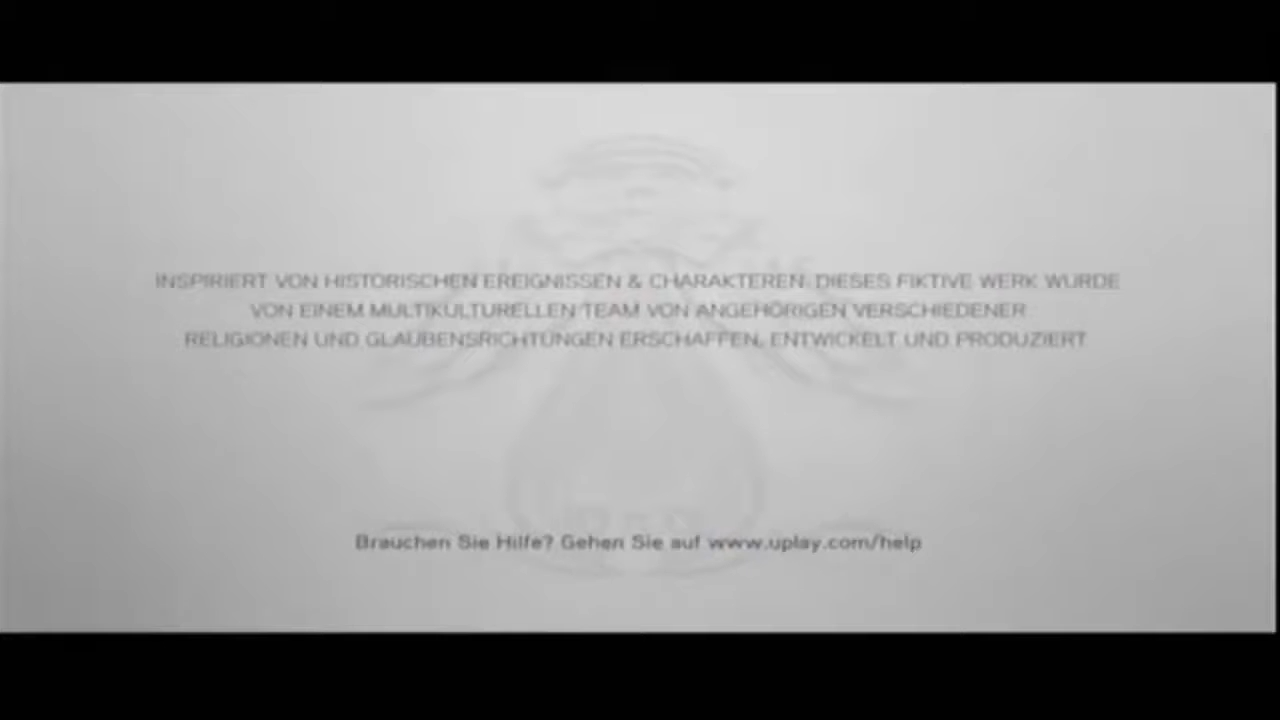 INSPIRIERT VON HISTORISCHEN EREIGNISSEN & CHARAKTEREN. DIESES FIKTIVE WERK WURDE
VON EINEM MULTIKULTURELLEN TEAM VON ANGEHÖRIGEN VERSCHIEDENER
RELIGIONEN UND GLAUBENSRICHTUNGEN ERSCHAFFEN, ENTWICKELT UND PRODUZIERT
Brauchen Sie Hilfe? Gehen Sie auf www.uplay.com/help